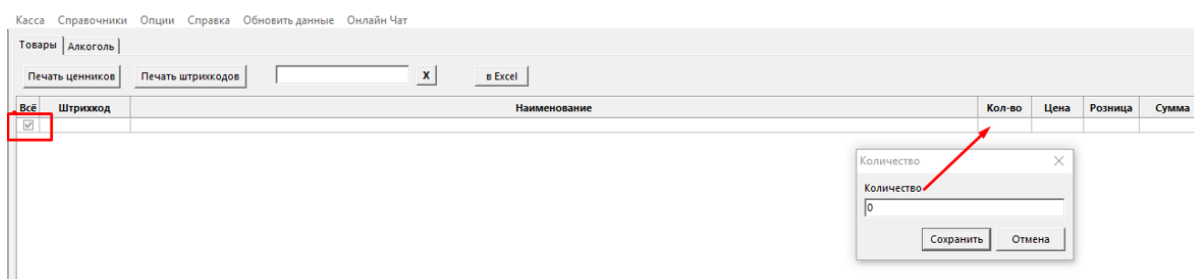 Касса Справочники Опции Справка Обновить данные Онлайн Чат
Товары Алкоголь
Печать ценников Печать штрихкодов X в Excel
Всё Штрихкод Наименование Кол-во Цена Розница Сумма
Количество
Количество
0
Сохранить Отмена